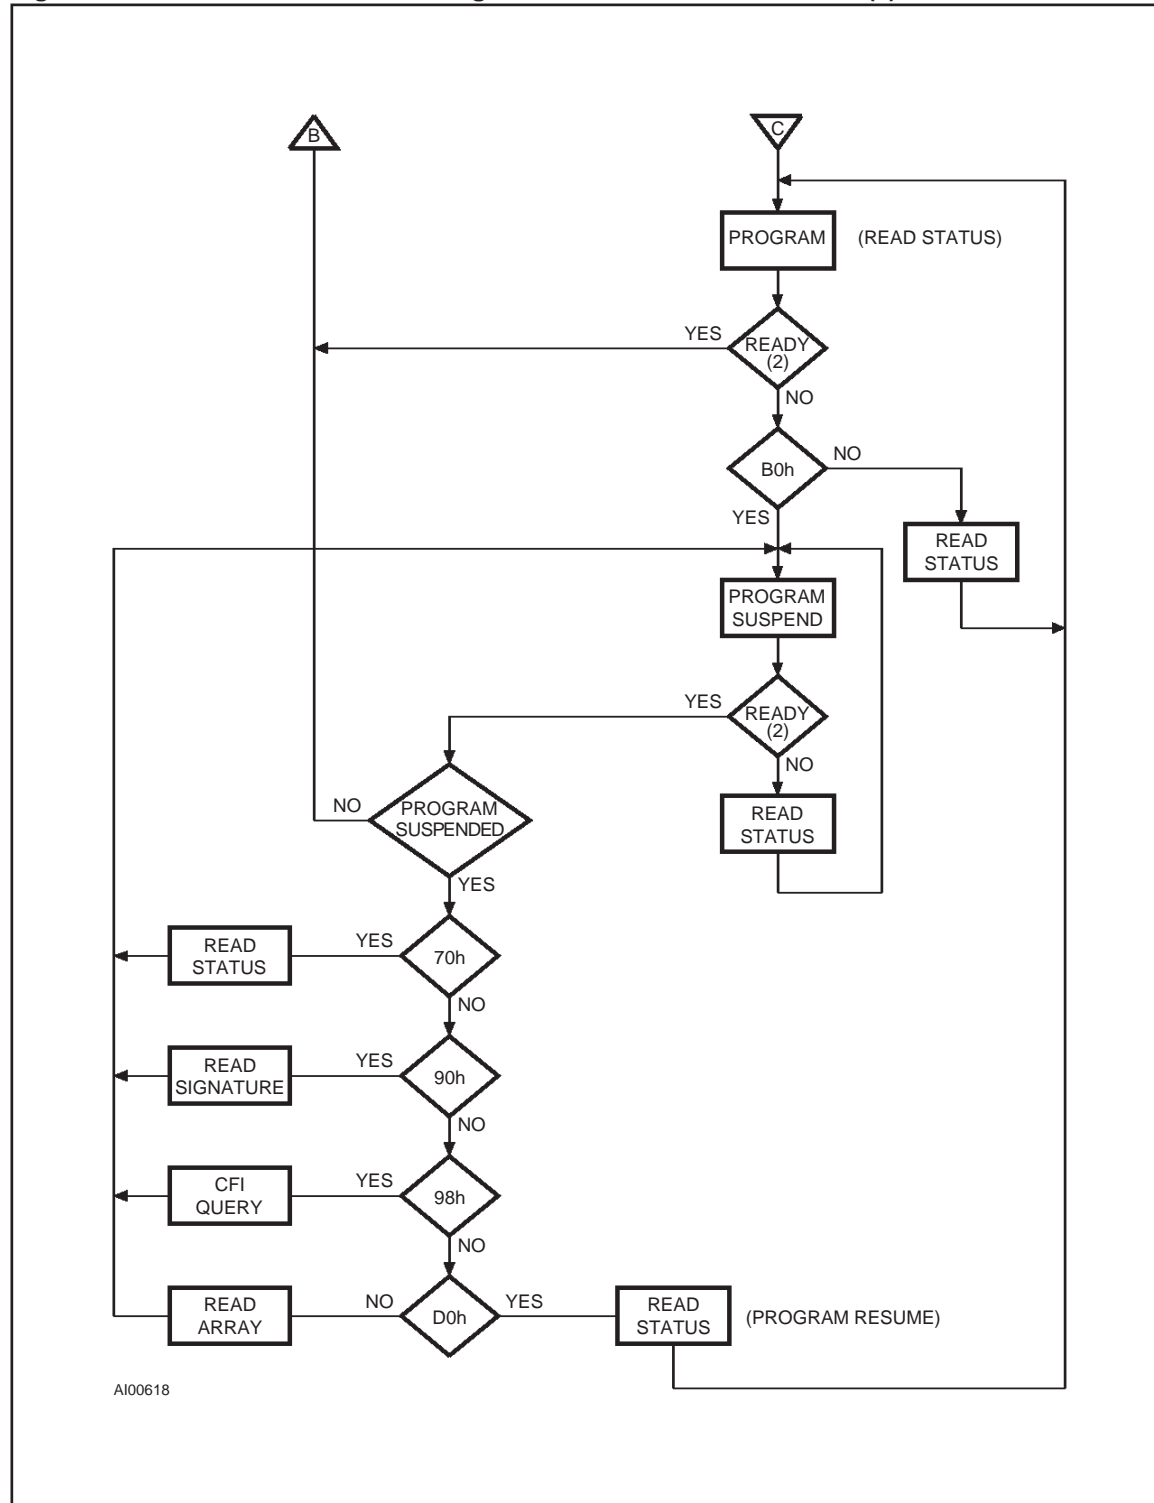 B
C
PROGRAM
(READ STATUS)
YES
READY
(2)
NO
B0h
NO
YES
READ
STATUS
PROGRAM
SUSPEND
YES
READY
(2)
NO
NO
PROGRAM
SUSPENDED
READ
STATUS
YES
READ
STATUS
YES
70h
NO
READ
SIGNATURE
YES
90h
NO
CFI
QUERY
YES
98h
NO
READ
ARRAY
NO
D0h
YES
READ
STATUS
(PROGRAM RESUME)
AI00618